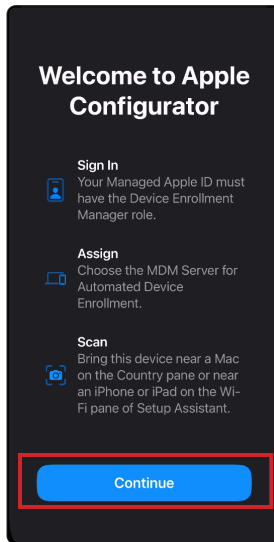 Welcome to Apple
Configurator
Sign In
Your Managed Apple ID must
have the Device Enrollment
Manager role.
Assign
Choose the MDM Server for
Automated Device
Enrollment.
Scan
Bring this device near a Mac
on the Country pane or near
an iPhone or iPad on the Wi-
Fi pane of Setup Assistant.
Continue